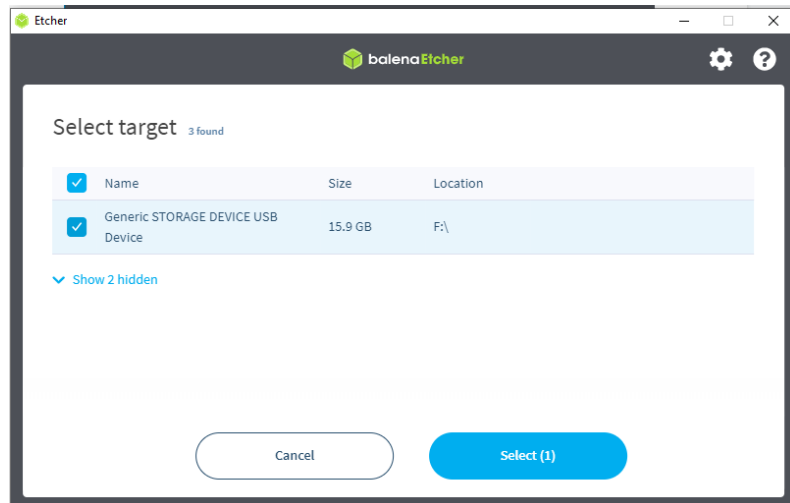 Etcher
balenaEtcher
Select target 3 found
Name Size Location
Generic STORAGE DEVICE USB
Device 15.9 GB F:\
Show 2 hidden
Cancel Select (1)